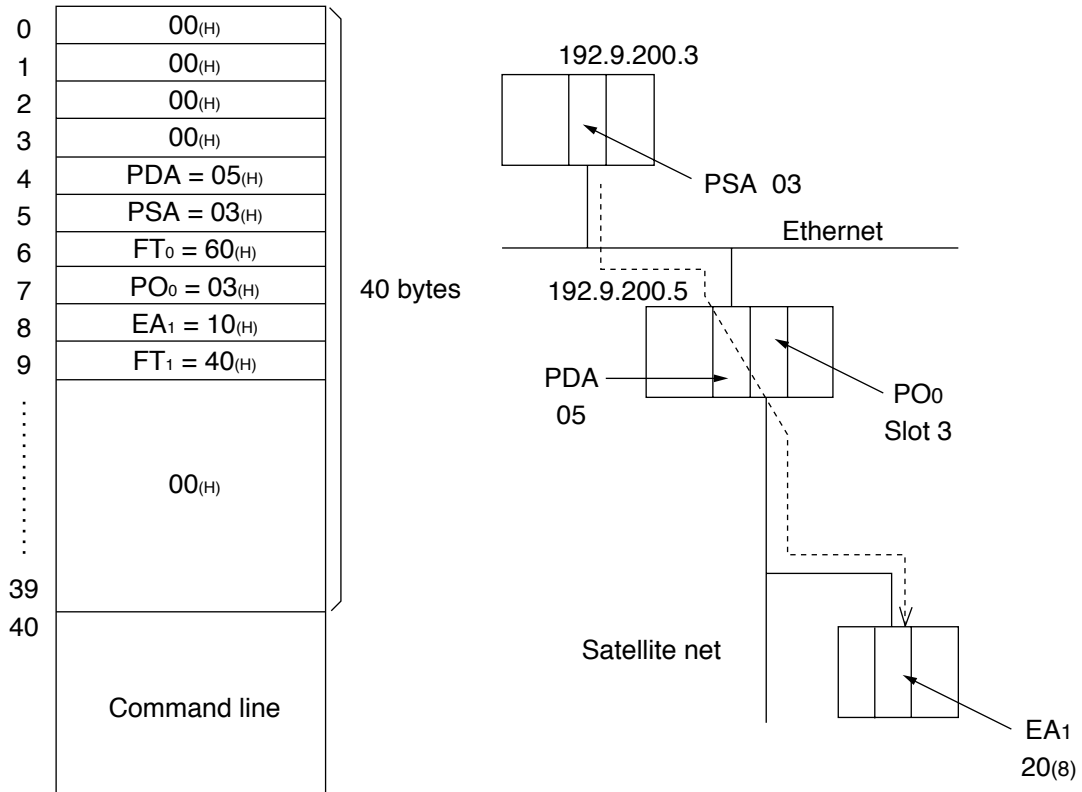 0 00(H)
1 00(H)
2 00(H)
3 00(H)
4 PDA = 05(H)
5 PSA = 03(H)
6 FT0 = 60(H)
7 PO0 = 03(H)
8 EA1 = 10(H)
9 FT1 = 40(H)
00(H)
39
40
Command line
40 bytes
192.9.200.3
PSA 03
Ethernet
192.9.200.5
PDA
05
PO0
Slot 3
Satellite net
EA1
20(8)